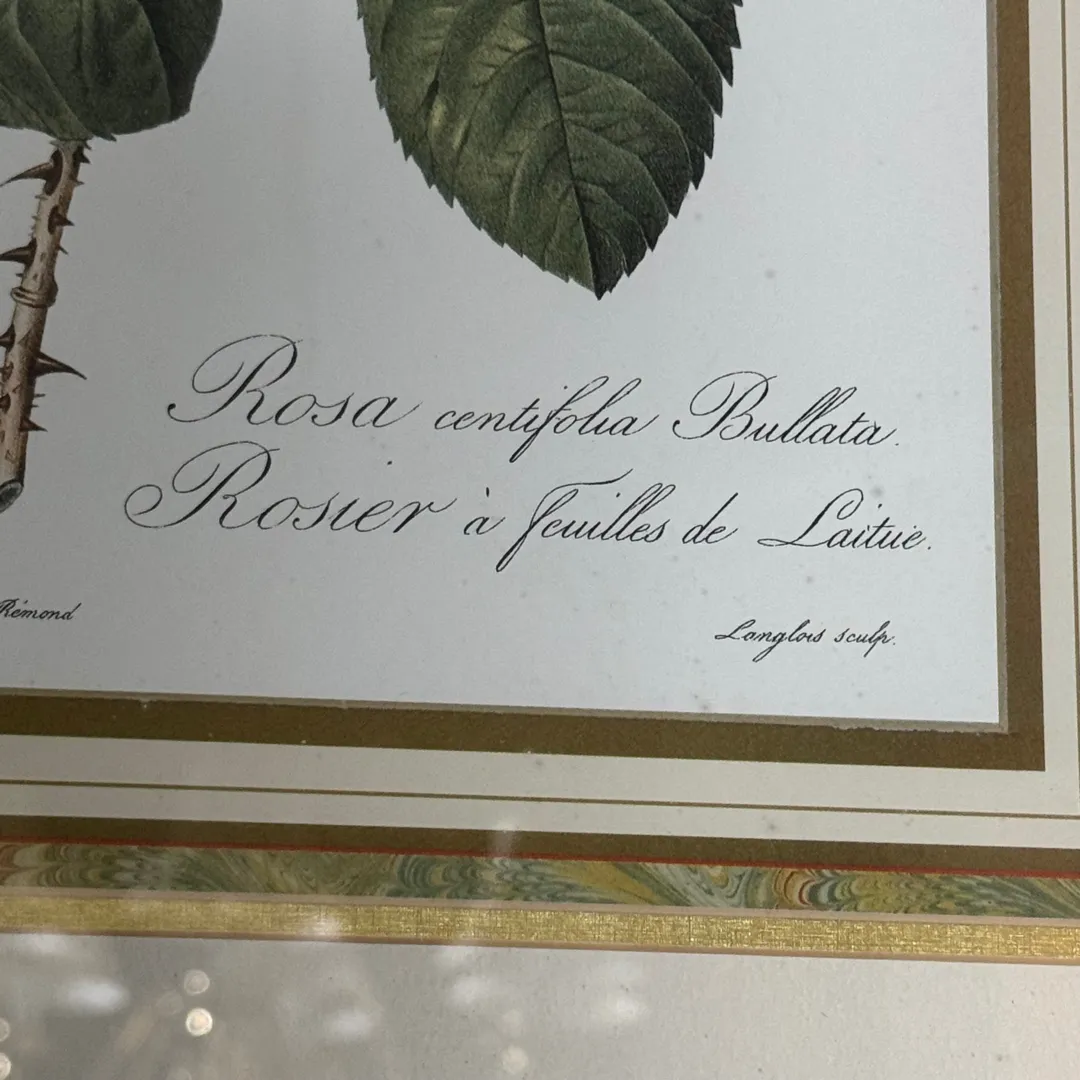 Rosa centifolia Bullata.
Rosier à feuilles de Laitue.
Rémond
Langlois sculp.